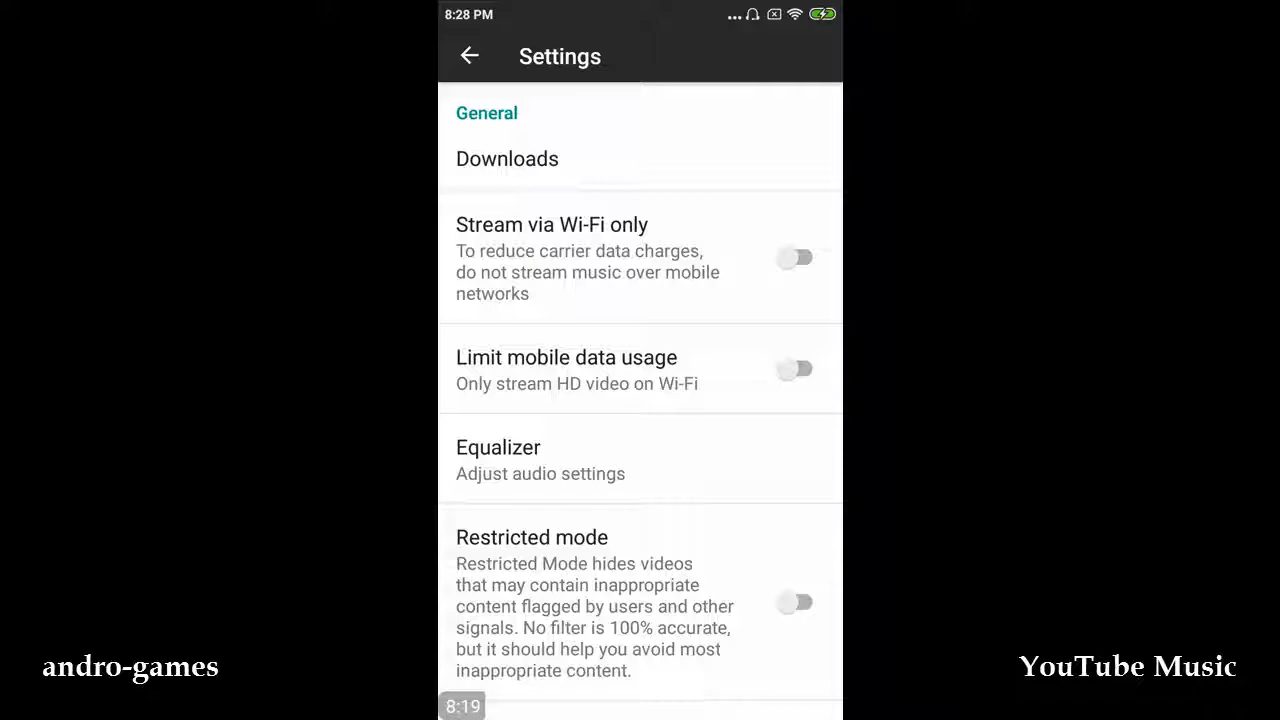 8:28 PM
Settings
General
Downloads
Stream via Wi-Fi only
To reduce carrier data charges,
do not stream music over mobile
networks
Limit mobile data usage
Only stream HD video on Wi-Fi
Equalizer
Adjust audio settings
Restricted mode
Restricted Mode hides videos
that may contain inappropriate
content flagged by users and other
signals. No filter is 100% accurate,
but it should help you avoid most
inappropriate content.
andro-games
YouTube Music
8:19